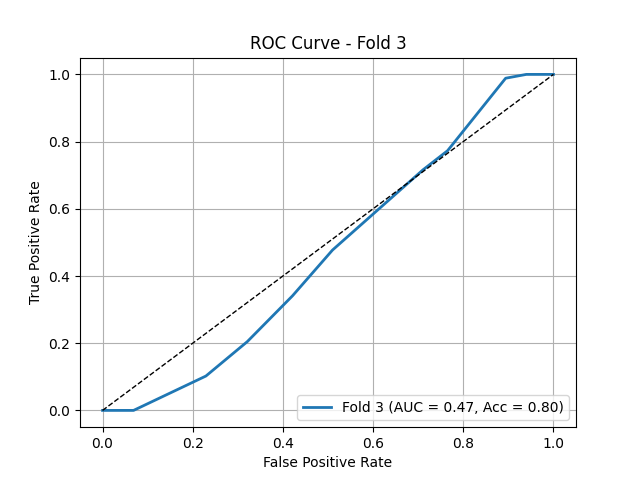 ROC Curve - Fold 3
True Positive Rate
1.0
0.8
0.6
0.4
0.2
0.0
Fold 3 (AUC = 0.47, Acc = 0.80)
0.0 0.2 0.4 0.6 0.8 1.0
False Positive Rate